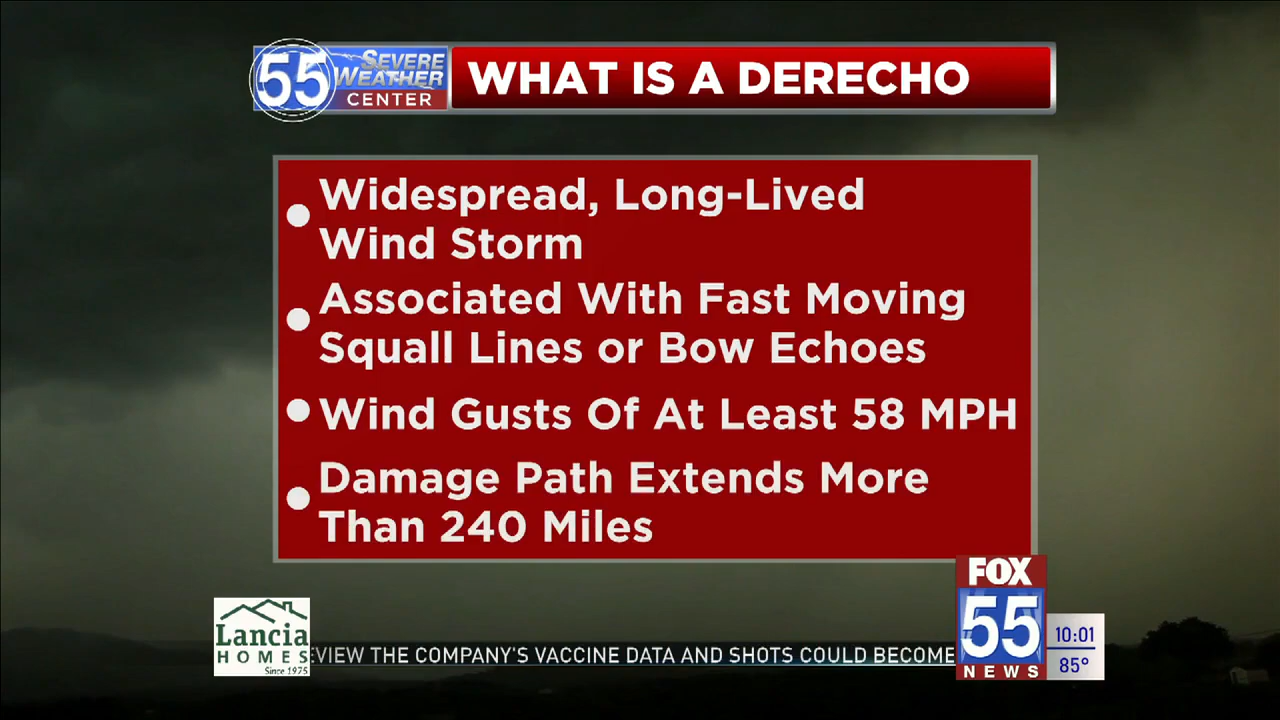 55 SEVERE
WEATHER
CENTER
WHAT IS A DERECHO
Widespread, Long-Lived
Wind Storm
Associated With Fast Moving
Squall Lines or Bow Echoes
Wind Gusts Of At Least 58 MPH
Damage Path Extends More
Than 240 Miles
FOX
55
NEWS
10:01
85°
Lancia
HOMES
Since 1975
EVIEW THE COMPANY'S VACCINE DATA AND SHOTS COULD BECOME